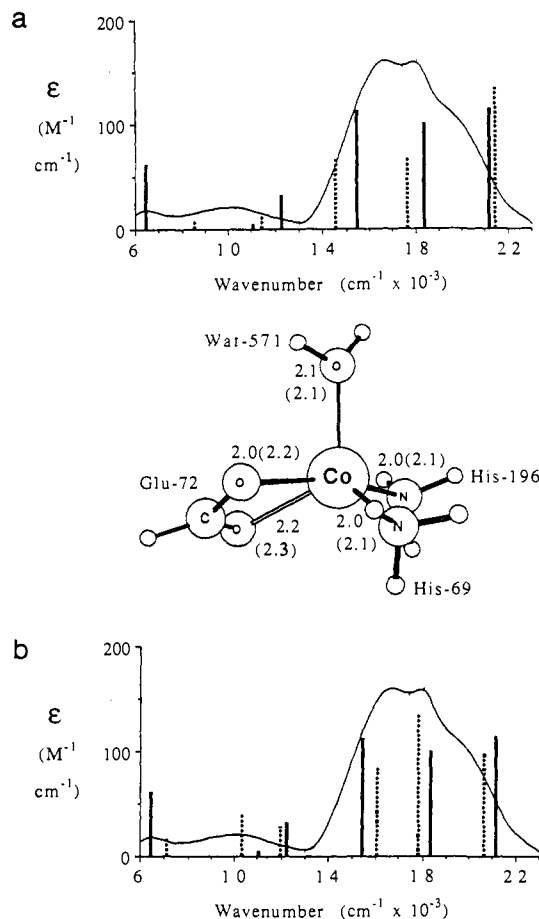 a
200
ε
100
(M⁻¹
cm⁻¹)
0
6
10
14
18
22
Wavenumber (cm⁻¹ x 10⁻³)
Wat-571
O
2.1
(2.1)
2.0(2.2)
2.0(2.1)
Glu-72
O
Co
His-196
N
C
O
2.2
2.0
N
(2.3)
(2.1)
His-69
b
200
ε
100
(M⁻¹
cm⁻¹)
0
6
10
14
18
22
Wavenumber (cm⁻¹ x 10⁻³)